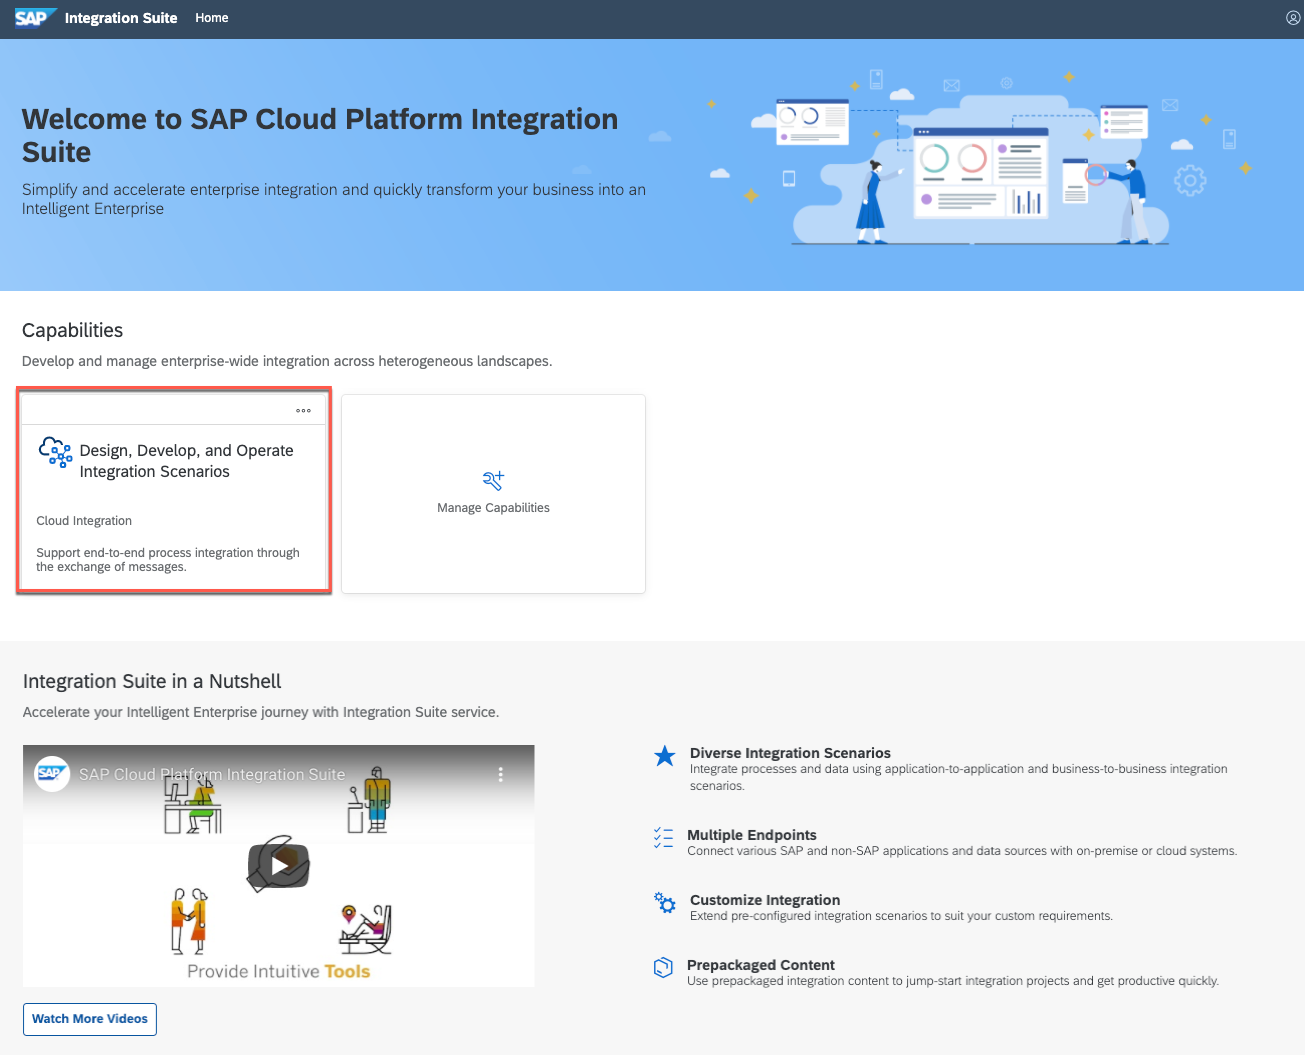 SAP Integration Suite Home
Welcome to SAP Cloud Platform Integration
Suite
Simplify and accelerate enterprise integration and quickly transform your business into an
Intelligent Enterprise
Capabilities
Develop and manage enterprise-wide integration across heterogeneous landscapes.
Design, Develop, and Operate
Integration Scenarios
Cloud Integration
Support end-to-end process integration through
the exchange of messages.
Manage Capabilities
Integration Suite in a Nutshell
Accelerate your Intelligent Enterprise journey with Integration Suite service.
SAP SAP Cloud Platform Integration Suite
Provide Intuitive Tools
Watch More Videos
Diverse Integration Scenarios
Integrate processes and data using application-to-application and business-to-business integration
scenarios.
Multiple Endpoints
Connect various SAP and non-SAP applications and data sources with on-premise or cloud systems.
Customize Integration
Extend pre-configured integration scenarios to suit your custom requirements.
Prepackaged Content
Use prepackaged integration content to jump-start integration projects and get productive quickly.